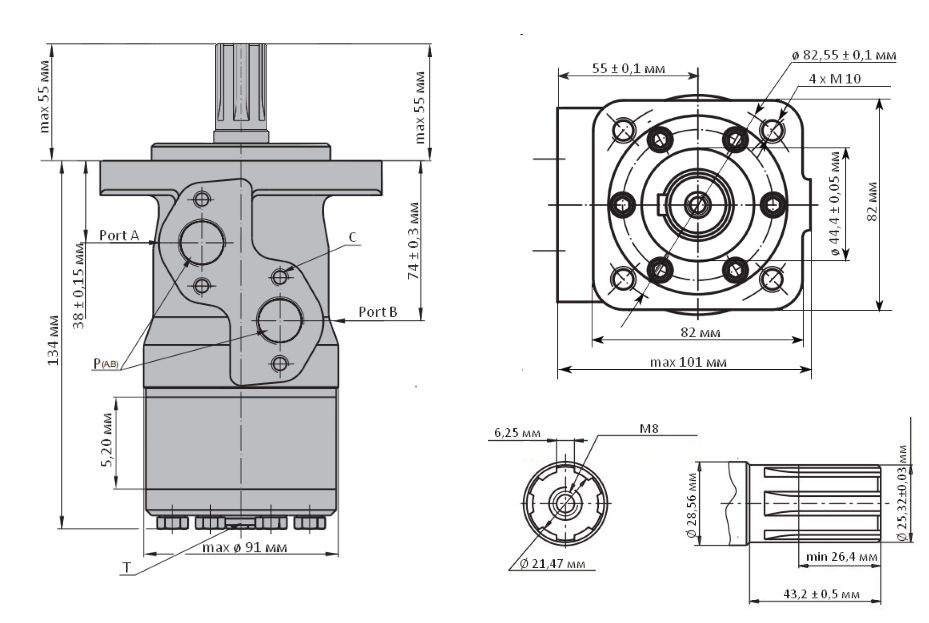 max 55 мм
max 55 мм
Port A
38 ± 0,15 мм
134 мм
P(A,B)
5,20 мм
T
max ø 91 мм
C
74 ± 0,3 мм
Port B
55 ± 0,1 мм
ø 82,55 ± 0,1 мм
4 x M 10
ø 44,4 ± 0,05 мм
82 мм
82 мм
max 101 мм
6,25 мм
M8
Ø 21,47 мм
Ø 28,56 мм
Ø 25,32±0,03 мм
min 26,4 мм
43,2 ± 0,5 мм